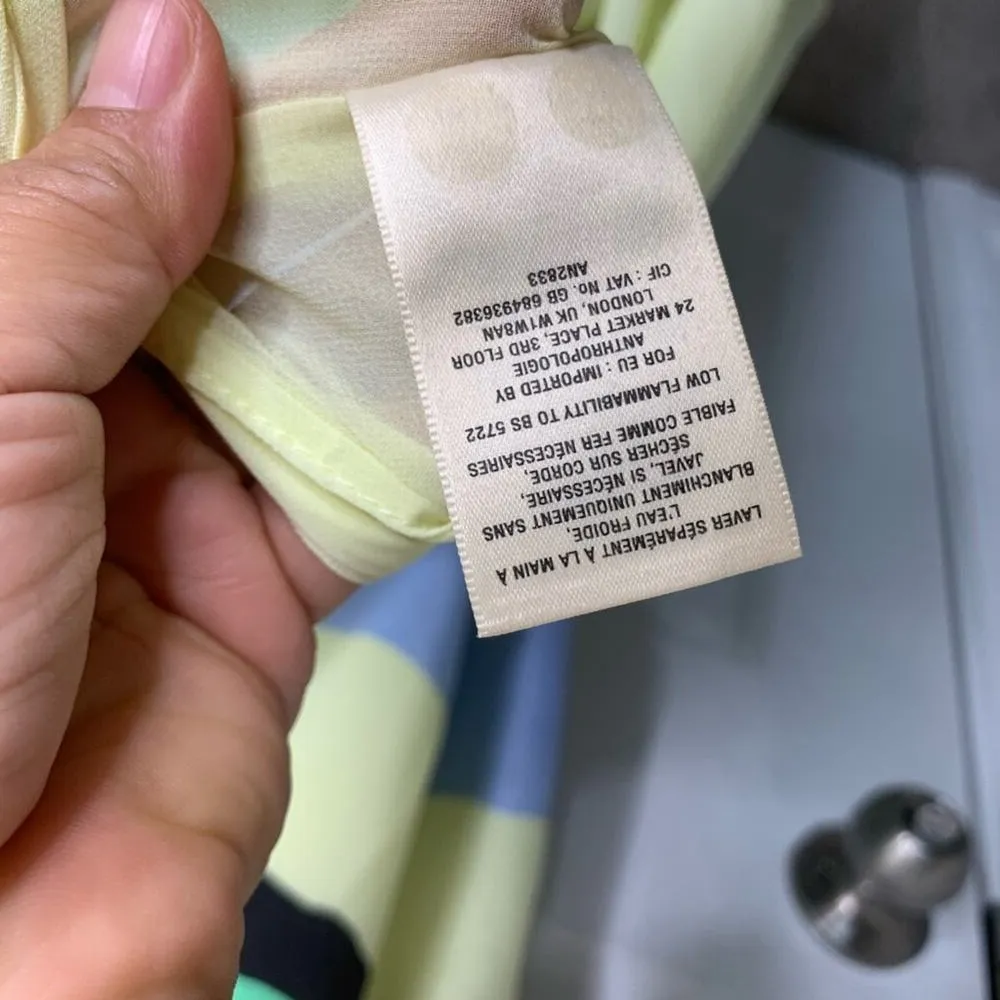 LAVER SÉPARÉMENT À LA MAIN À
L'EAU FROIDE,
BLANCHIMENT UNIQUEMENT SANS
JAVEL, SI NÉCESSAIRE,
SÉCHER SUR CORDE,
FAIBLE COMME FER NÉCESSAIRES
LOW FLAMMABILITY TO BS 5722
FOR EU : IMPORTED BY
ANTHROPOLOGIE
24 MARKET PLACE, 3RD FLOOR
LONDON, UK W1W8AN
CIF : VAT No. GB 684936382
AN2833